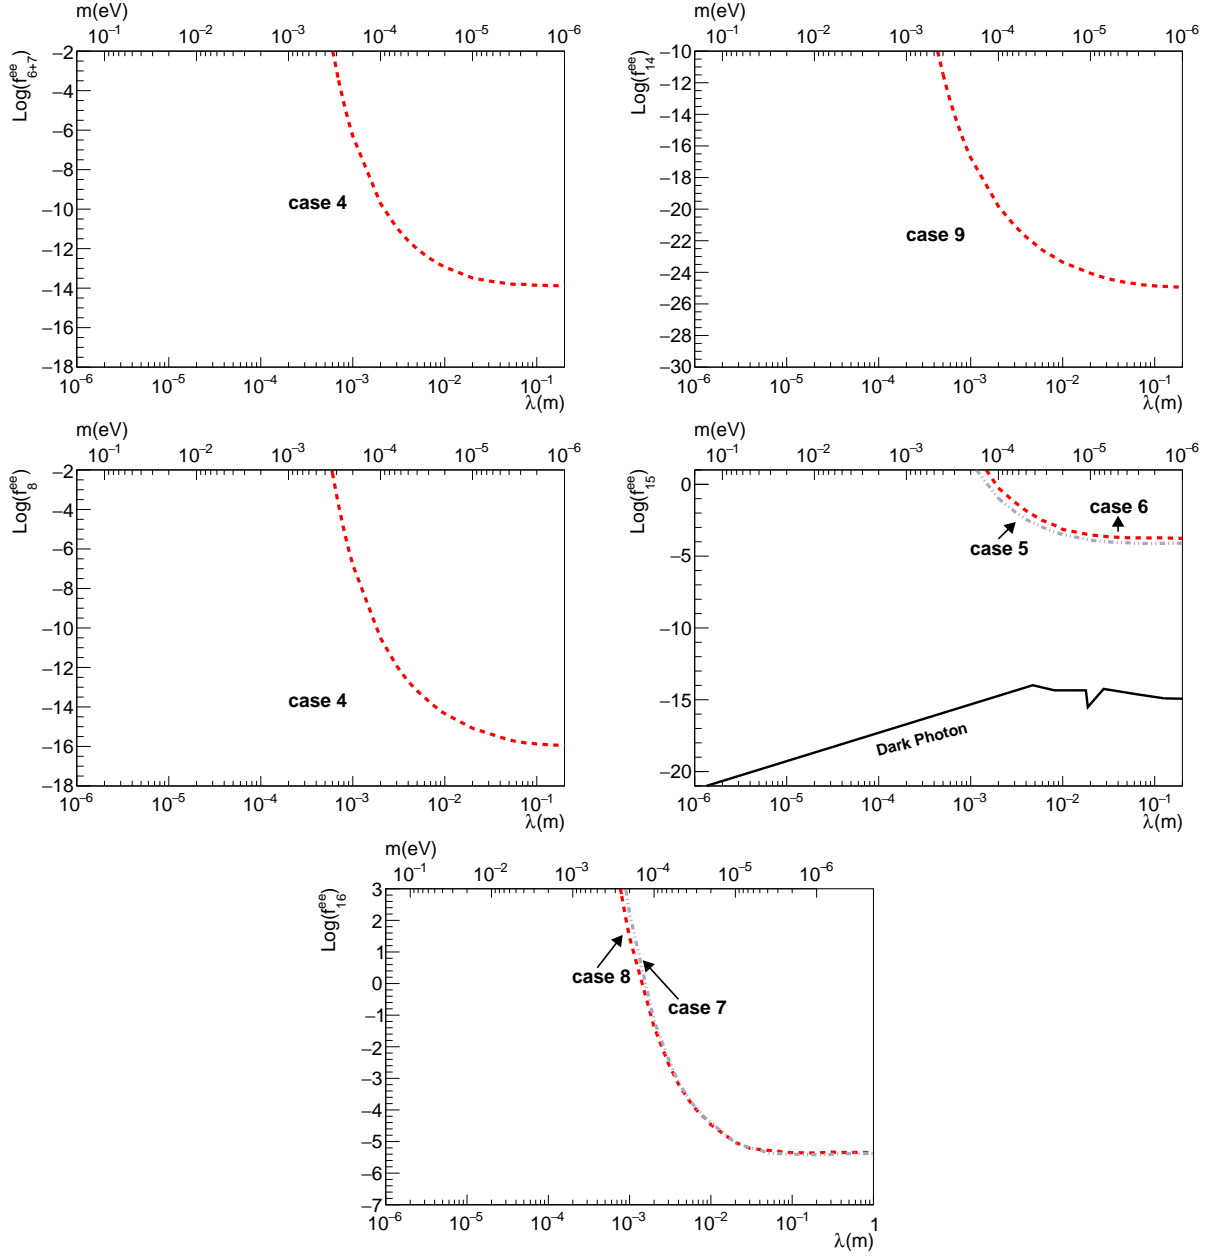 m(eV)
10⁻¹ 10⁻² 10⁻³ 10⁻⁴ 10⁻⁵ 10⁻⁶
Log(f₆₊₇ᵉᵉ)
−2
−4
−6
−8
−10
−12
−14
−16
−18
case 4
10⁻⁶ 10⁻⁵ 10⁻⁴ 10⁻³ 10⁻² 10⁻¹
λ(m)
m(eV)
10⁻¹ 10⁻² 10⁻³ 10⁻⁴ 10⁻⁵ 10⁻⁶
Log(f₁₄ᵉᵉ)
−10
−12
−14
−16
−18
−20
−22
−24
−26
−28
−30
case 9
10⁻⁶ 10⁻⁵ 10⁻⁴ 10⁻³ 10⁻² 10⁻¹
λ(m)
m(eV)
10⁻¹ 10⁻² 10⁻³ 10⁻⁴ 10⁻⁵ 10⁻⁶
Log(f₈ᵉᵉ)
−2
−4
−6
−8
−10
−12
−14
−16
−18
case 4
10⁻⁶ 10⁻⁵ 10⁻⁴ 10⁻³ 10⁻² 10⁻¹
λ(m)
m(eV)
10⁻¹ 10⁻² 10⁻³ 10⁻⁴ 10⁻⁵ 10⁻⁶
Log(f₁₅ᵉᵉ)
0
−5
−10
−15
−20
case 6
case 5
Dark Photon
10⁻⁶ 10⁻⁵ 10⁻⁴ 10⁻³ 10⁻² 10⁻¹
λ(m)
m(eV)
10⁻¹ 10⁻² 10⁻³ 10⁻⁴ 10⁻⁵ 10⁻⁶
Log(f₁₆ᵉᵉ)
3
2
1
0
−1
−2
−3
−4
−5
−6
−7
case 8
case 7
10⁻⁶ 10⁻⁵ 10⁻⁴ 10⁻³ 10⁻² 10⁻¹ 1
λ(m)